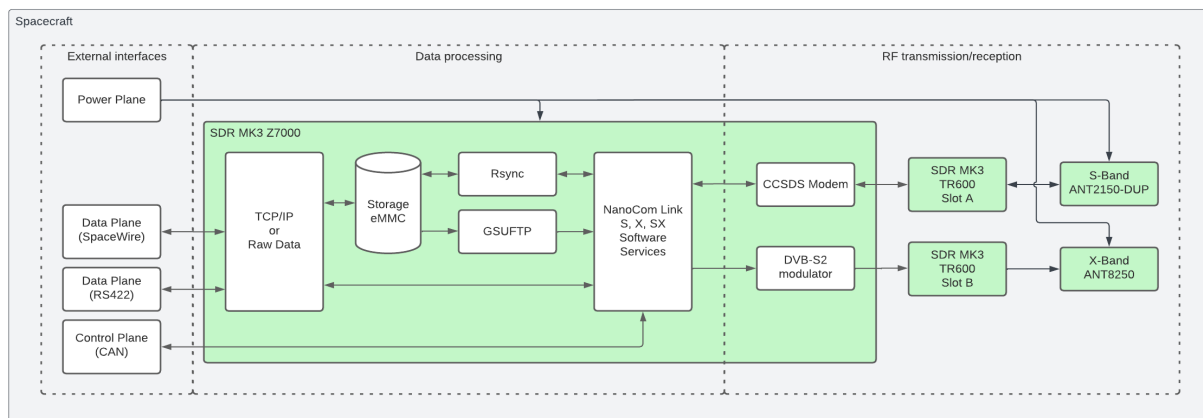 Spacecraft
External interfaces
Data processing
RF transmission/reception
Power Plane
SDR MK3 Z7000
Data Plane
(SpaceWire)
Data Plane
(RS422)
Control Plane
(CAN)
TCP/IP
or
Raw Data
Storage
eMMC
Rsync
GSUFTP
NanoCom Link
S, X, SX
Software
Services
CCSDS Modem
DVB-S2
modulator
SDR MK3
TR600
Slot A
SDR MK3
TR600
Slot B
S-Band
ANT2150-DUP
X-Band
ANT8250